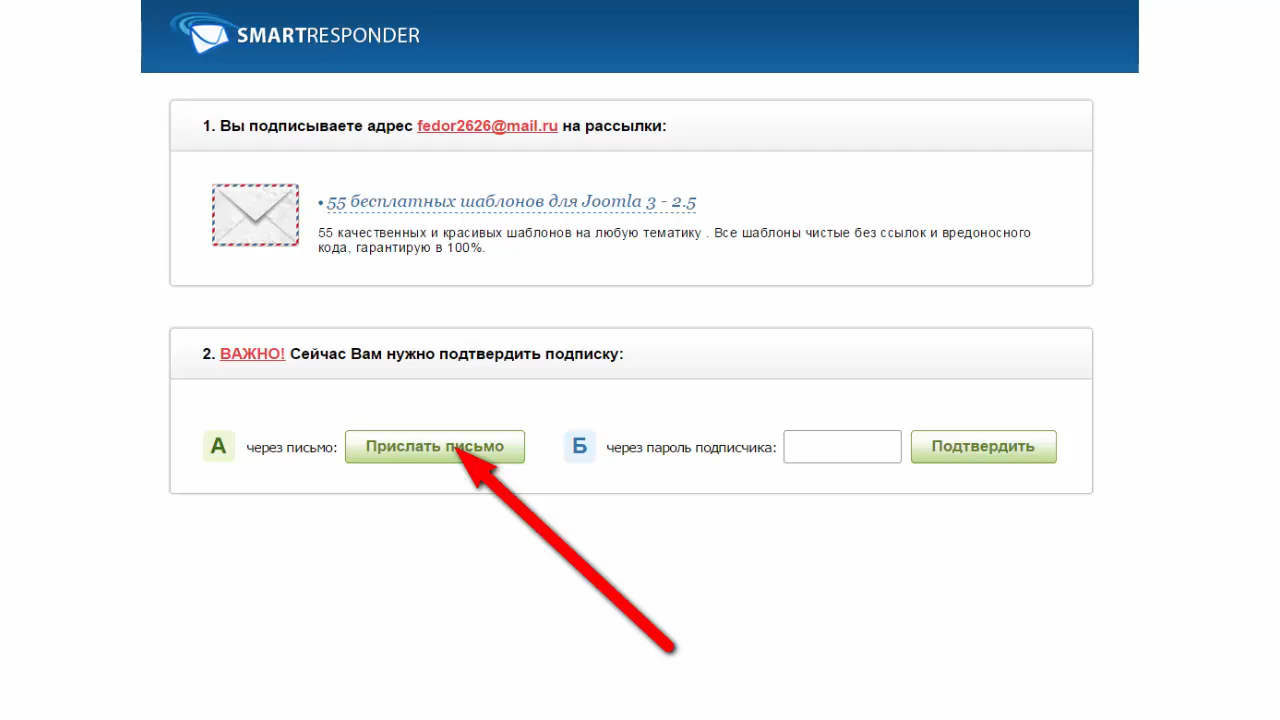 SMARTRESPONDER
1. Вы подписываете адрес fedor2626@mail.ru на рассылки:
• 55 бесплатных шаблонов для Joomla 3 - 2.5
55 качественных и красивых шаблонов на любую тематику . Все шаблоны чистые без ссылок и вредоносного
кода, гарантирую в 100%.
2. ВАЖНО! Сейчас Вам нужно подтвердить подписку:
А через письмо: Прислать письмо Б через пароль подписчика: Подтвердить